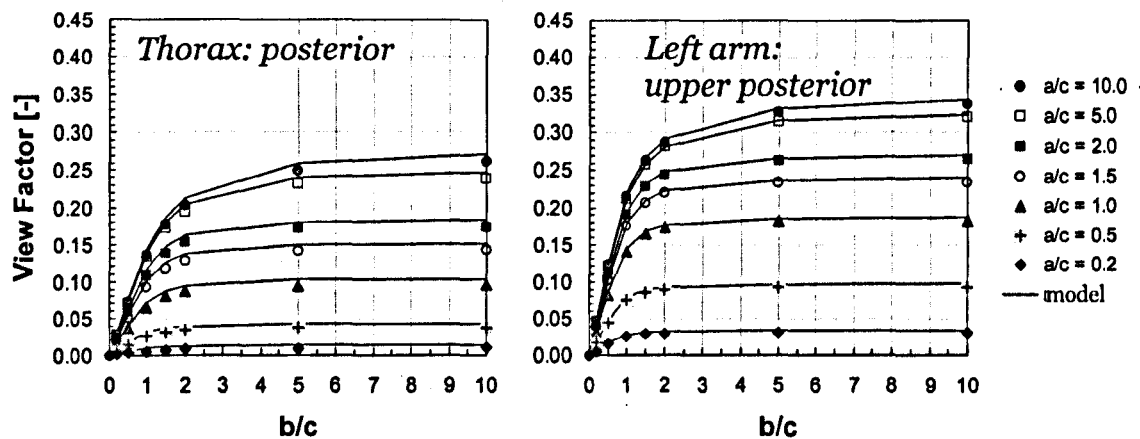 Thorax: posterior
View Factor [-]
0.45
0.40
0.35
0.30
0.25
0.20
0.15
0.10
0.05
0.00
0 1 2 3 4 5 6 7 8 9 10
b/c
Left arm:
upper posterior
0.45
0.40
0.35
0.30
0.25
0.20
0.15
0.10
0.05
0.00
0 1 2 3 4 5 6 7 8 9 10
b/c
a/c = 10.0
a/c = 5.0
a/c = 2.0
a/c = 1.5
a/c = 1.0
a/c = 0.5
a/c = 0.2
model